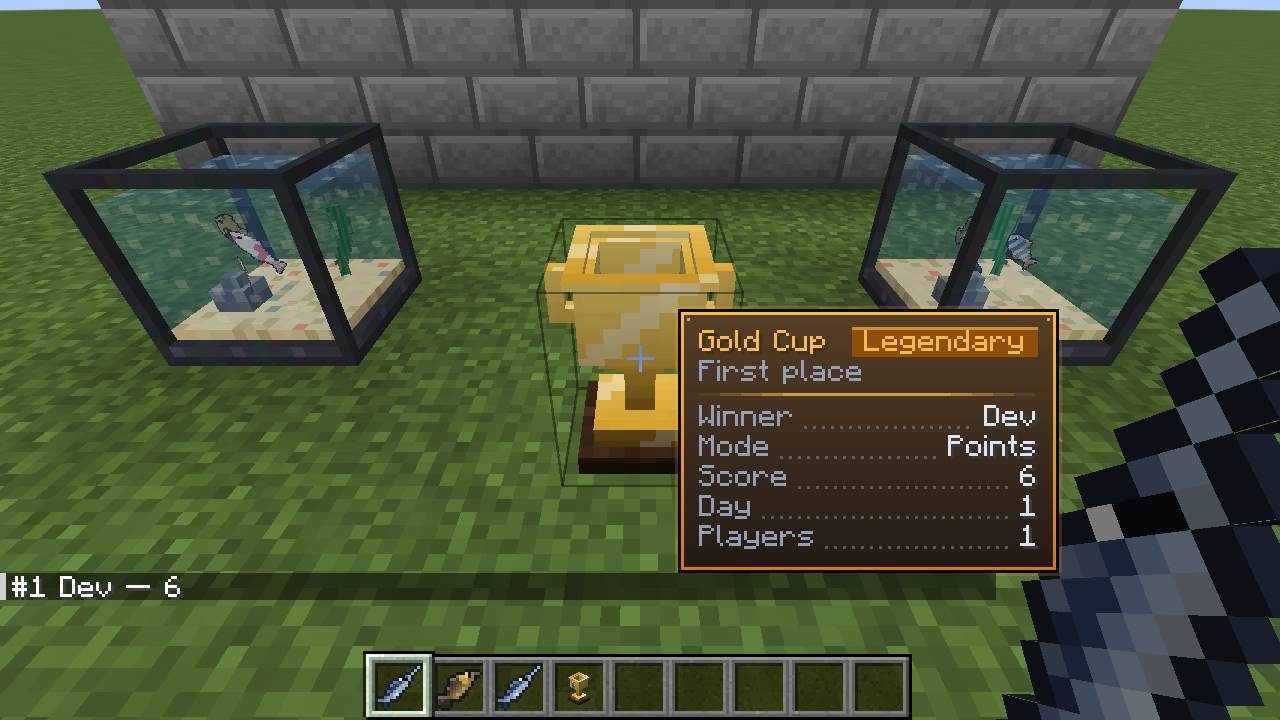 Gold Cup Legendary
First place
Winner Dev
Mode Points
Score 6
Day 1
Players 1
#1 Dev — 6